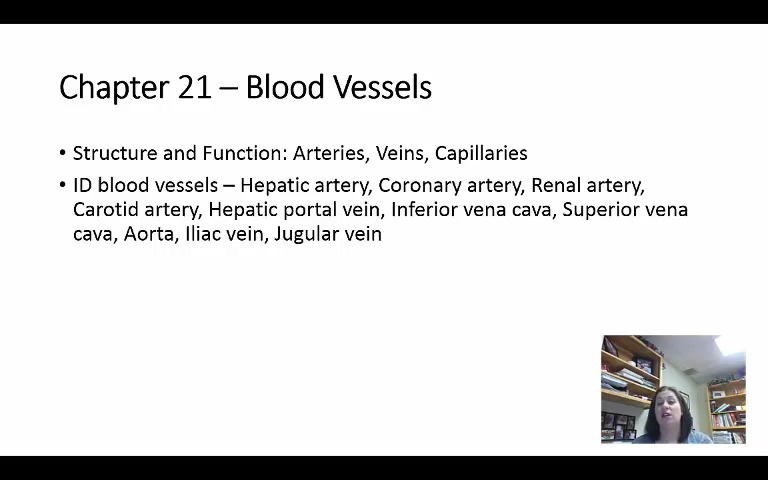 Chapter 21 – Blood Vessels
• Structure and Function: Arteries, Veins, Capillaries
• ID blood vessels – Hepatic artery, Coronary artery, Renal artery,
Carotid artery, Hepatic portal vein, Inferior vena cava, Superior vena
cava, Aorta, Iliac vein, Jugular vein